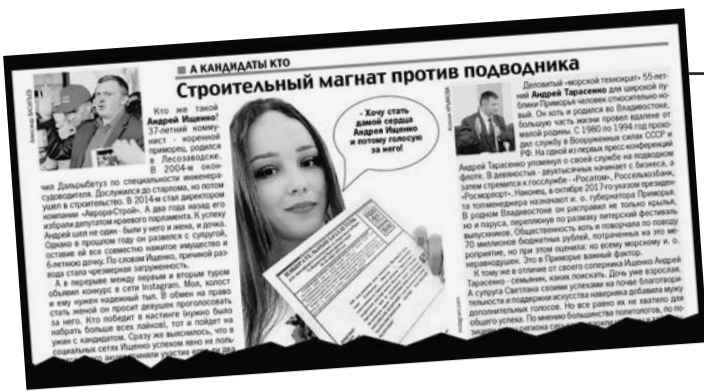 А КАНДИДАТЫ КТО
Строительный магнат против подводника
Кто же такой
Андрей Ищенко?
37-летний комму-
нист - коренной
приморец, родился
в Лесозаводске.
В 2004-м окон-
чил Дальрыбвтуз по специальности инженера-
судоводителя. Дослужился до старпома, но потом
ушел в строительство. В 2014-м стал директором
компании «Аврора-Строй». А два года назад его
избрали депутатом краевого парламента. К успеху
Андрей шел не один - были у него и жена, и дочка.
Однако в прошлом году он развелся с супругой,
оставив ей все совместно нажитое имущество и
6-летнюю дочку. По словам Ищенко, причиной раз-
вода стала чрезмерная загруженность.
А в перерыве между первым и вторым туром
объявил конкурс в сети Instagram. Мол, холост
и ему нужен надежный тыл. В обмен на право
стать женой он просит девушек проголосовать
за него. Кто победит в кастинге (нужно было
набрать больше всех лайков), тот и пойдет на
ужин с кандидатом. Сразу же выяснилось, что в
социальных сетях Ищенко успехом явно не поль-
- Хочу стать
дамой сердца
Андрея Ищенко
и потому голосую
за него!
Деловитый «морской технократ» 55-лет-
ний Андрей Тарасенко для широкой пу-
блики Приморья человек относительно но-
вый. Он хоть и родился во Владивостоке,
большую часть жизни провел вдалеке от
малой родины. С 1980 по 1994 год прохо-
дил службу в Вооруженных силах СССР и
РФ. На одной из первых пресс-конференций
Андрей Тарасенко упомянул о своей службе на подводном
флоте. В девяностых - двухтысячных начинает с бизнеса, а
затем стремится к госслужбе - «Росатом», Россельхозбанк,
«Росморпорт». Наконец, в октябре 2017-го указом президен-
та топ-менеджера назначают и. о. губернатора Приморья.
В родном Владивостоке он расправил не только крылья,
но и паруса, переплюнув по размаху питерский фестиваль
выпускников. Общественность хоть и поворчала по поводу
70 миллионов бюджетных рублей, потраченных на это ме-
роприятие, но при этом оценила: ко всему морскому и. о.
неравнодушен. Это в Приморье важный фактор.
К тому же в отличие от своего соперника Ищенко Андрей
Тарасенко - семьянин, каких поискать. Дочь уже взрослая.
А супруга Светлана своими успехами на почве благотвори-
тельности и поддержки искусства наверняка добавила мужу
дополнительных голосов. Но все равно их не хватило для
общего успеха. По мнению большинства политологов, по по-